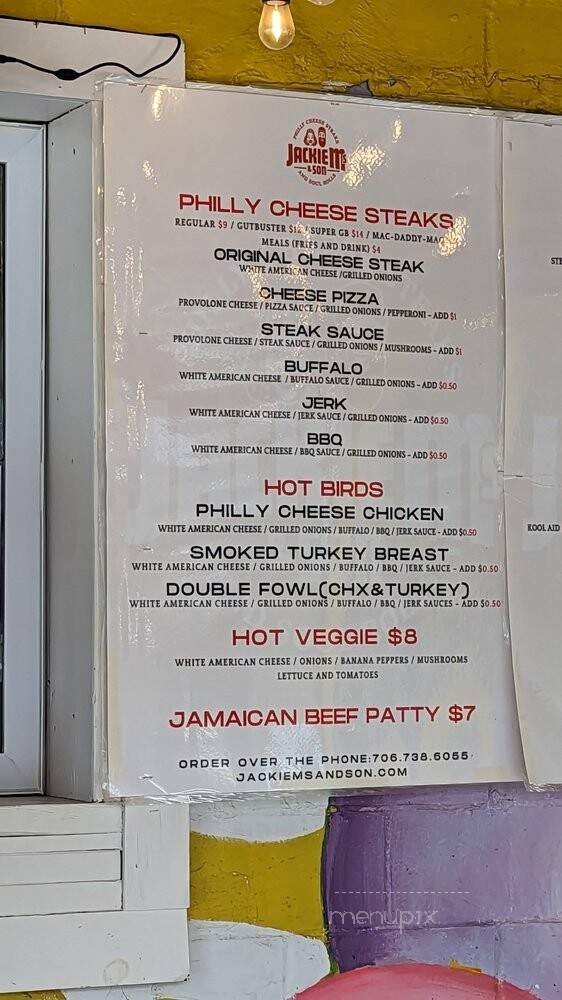 PHILLY CHEESE STEAKS
JACKIE M's
& SON
AND SOUL ROLLS
PHILLY CHEESE STEAKS
REGULAR $9 / GUTBUSTER $12 / SUPER GB $14 / MAC-DADDY-MAC
MEALS (FRIES AND DRINK) $4
ORIGINAL CHEESE STEAK
WHITE AMERICAN CHEESE /GRILLED ONIONS
CHEESE PIZZA
PROVOLONE CHEESE / PIZZA SAUCE / GRILLED ONIONS / PEPPERONI - ADD $1
STEAK SAUCE
PROVOLONE CHEESE / STEAK SAUCE / GRILLED ONIONS / MUSHROOMS - ADD $1
BUFFALO
WHITE AMERICAN CHEESE / BUFFALO SAUCE / GRILLED ONIONS - ADD $0.50
JERK
WHITE AMERICAN CHEESE / JERK SAUCE / GRILLED ONIONS - ADD $0.50
BBQ
WHITE AMERICAN CHEESE / BBQ SAUCE / GRILLED ONIONS - ADD $0.50
HOT BIRDS
PHILLY CHEESE CHICKEN
WHITE AMERICAN CHEESE / GRILLED ONIONS / BUFFALO / BBQ / JERK SAUCE - ADD $0.50
SMOKED TURKEY BREAST
WHITE AMERICAN CHEESE / GRILLED ONIONS / BUFFALO / BBQ / JERK SAUCE - ADD $0.50
DOUBLE FOWL(CHX&TURKEY)
WHITE AMERICAN CHEESE / GRILLED ONIONS / BUFFALO / BBQ / JERK SAUCES - ADD $0.50
HOT VEGGIE $8
WHITE AMERICAN CHEESE / ONIONS / BANANA PEPPERS / MUSHROOMS
LETTUCE AND TOMATOES
JAMAICAN BEEF PATTY $7
ORDER OVER THE PHONE:706.738.6055
JACKIEMSANDSON.COM
KOOL AID
menupix